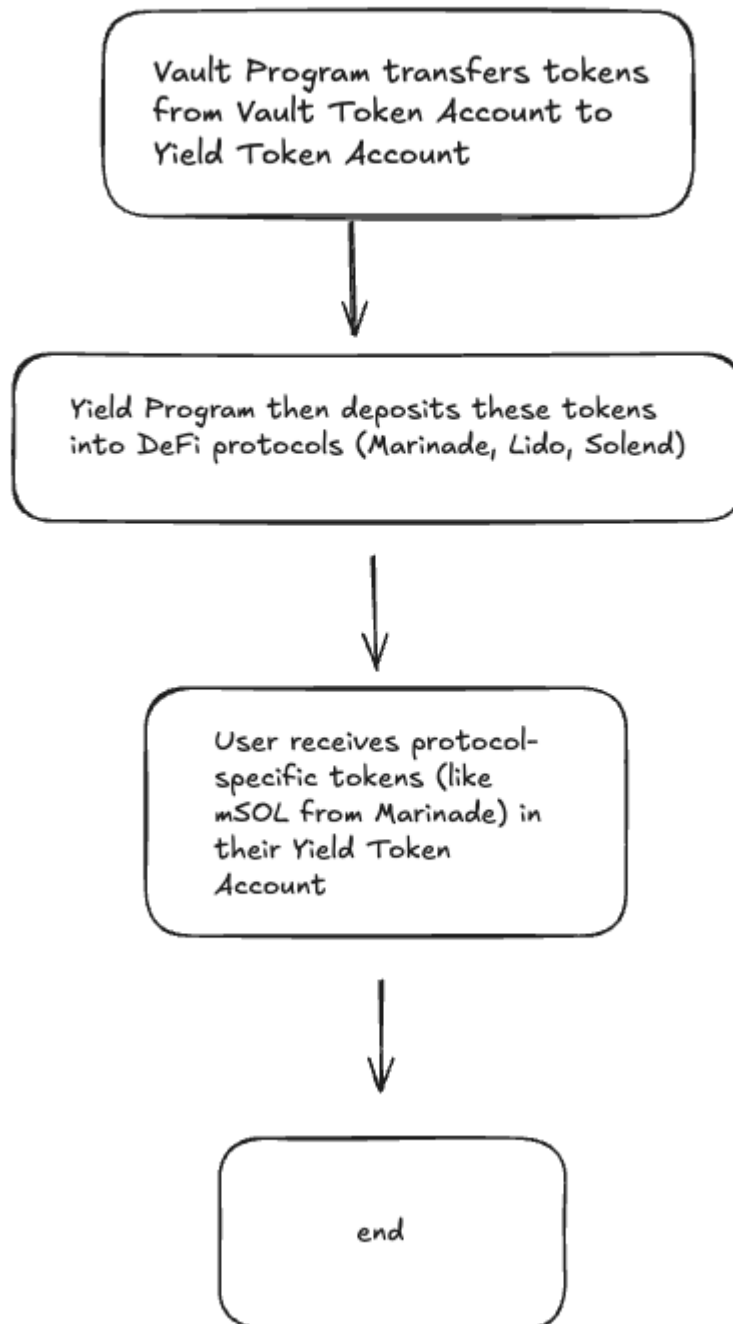 Vault Program transfers tokens
from Vault Token Account to
Yield Token Account
Yield Program then deposits these tokens
into DeFi protocols (Marinade, Lido, Solend)
User receives protocol-
specific tokens (like
mSOL from Marinade) in
their Yield Token
Account
end